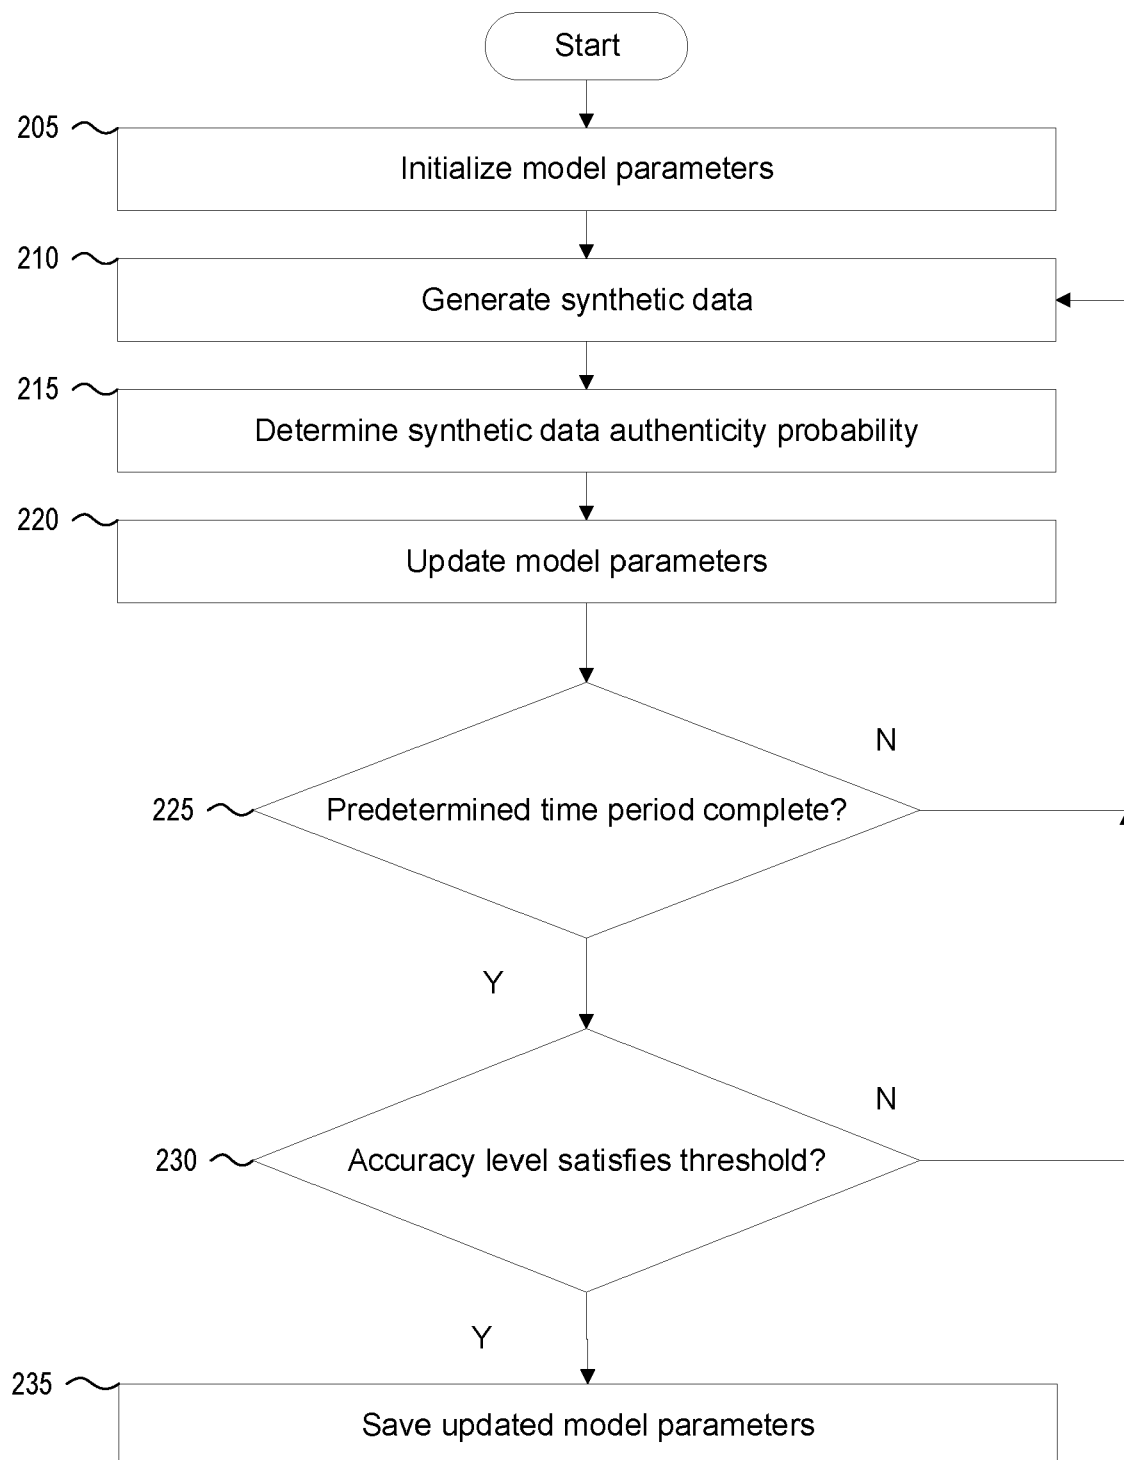 Start
205
Initialize model parameters
210
Generate synthetic data
215
Determine synthetic data authenticity probability
220
Update model parameters
N
225
Predetermined time period complete?
Y
N
230
Accuracy level satisfies threshold?
Y
235
Save updated model parameters